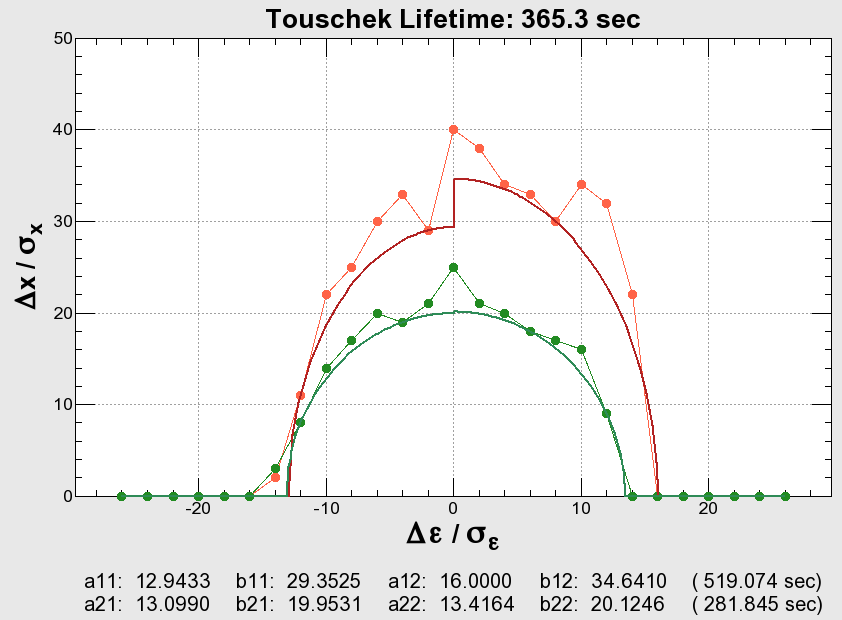 Touschek Lifetime: 365.3 sec
50
40
30
20
10
0
Δx / σx
-20 -10 0 10 20
Δε / σε
a11: 12.9433 b11: 29.3525 a12: 16.0000 b12: 34.6410 ( 519.074 sec)
a21: 13.0990 b21: 19.9531 a22: 13.4164 b22: 20.1246 ( 281.845 sec)